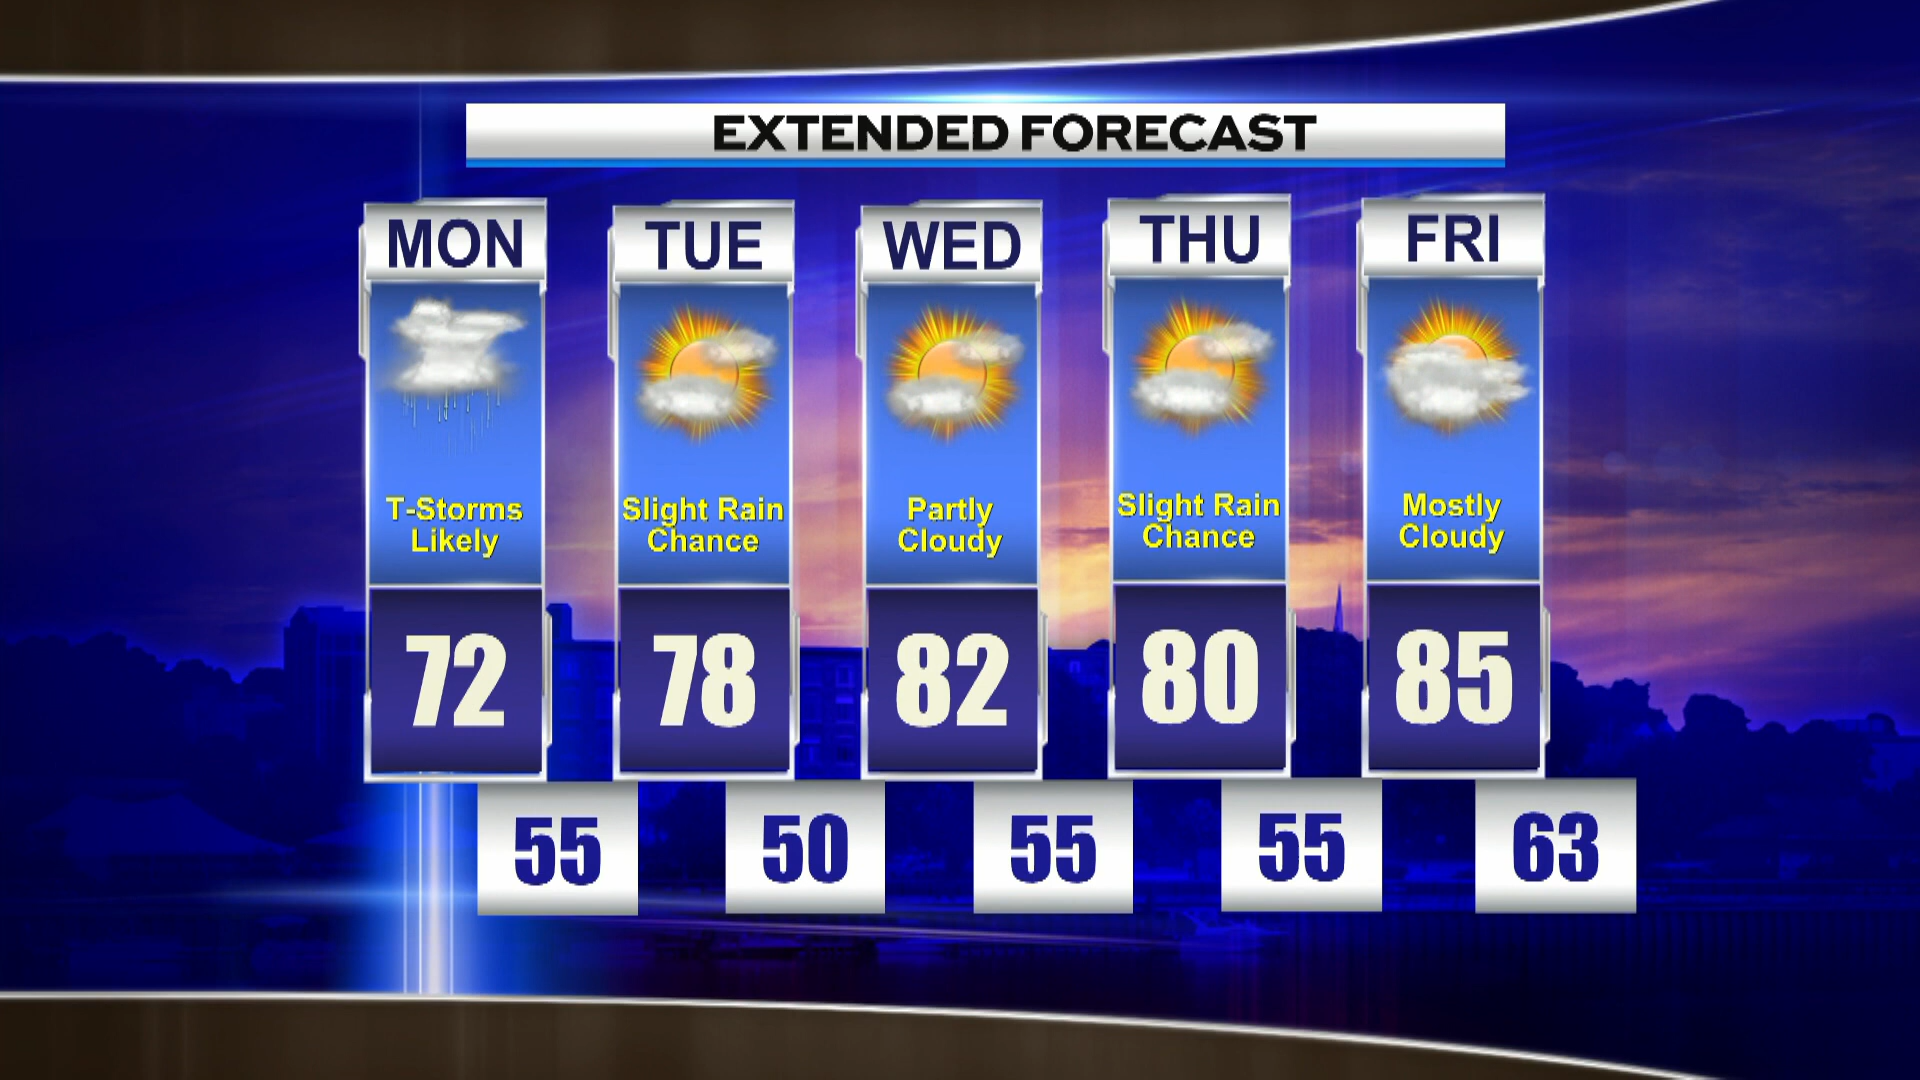 EXTENDED FORECAST
MON
TUE
WED
THU
FRI
T-Storms
Likely
Slight Rain
Chance
Partly
Cloudy
Slight Rain
Chance
Mostly
Cloudy
72
78
82
80
85
55
50
55
55
63